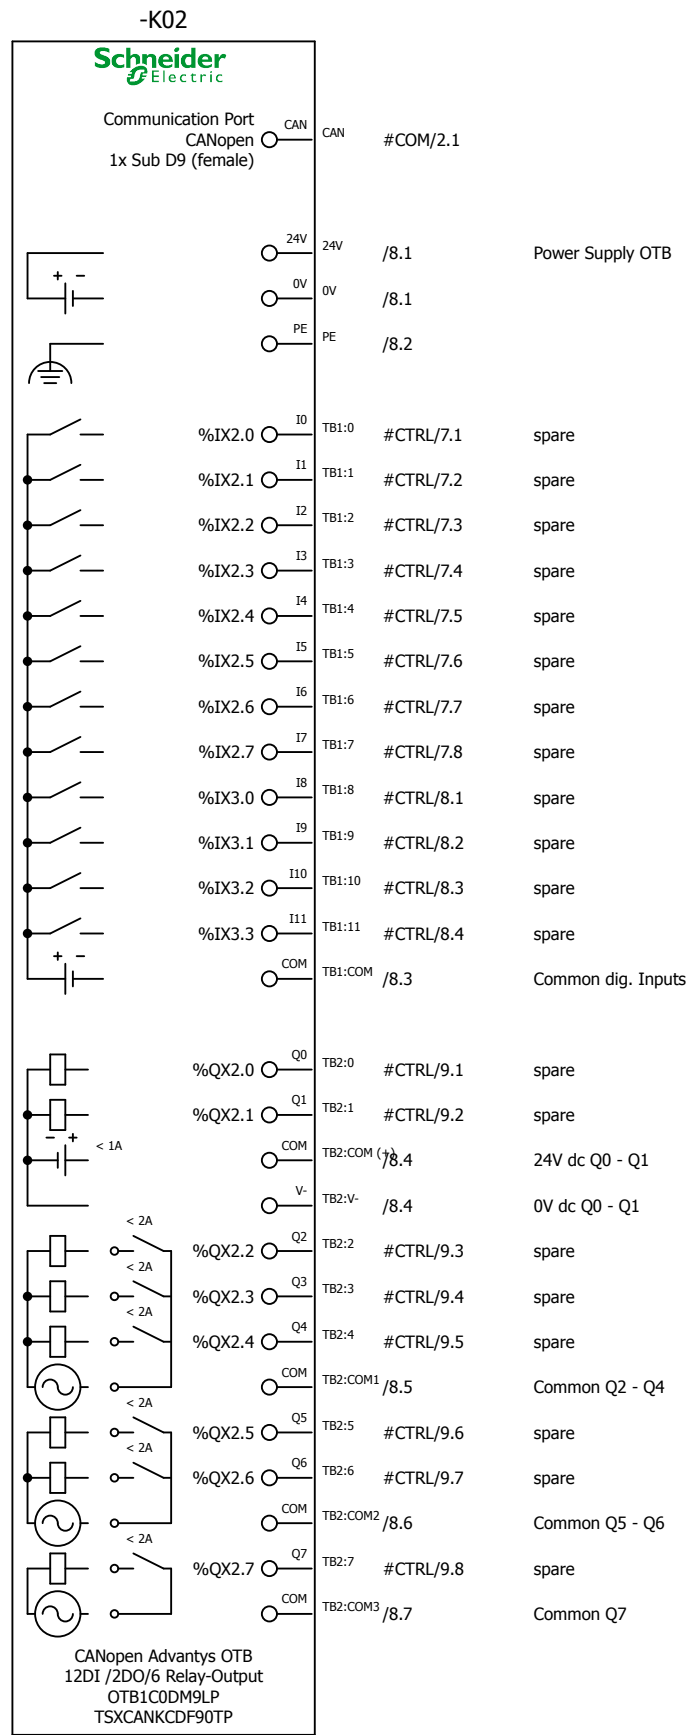 -K02
Schneider
Electric
Communication Port
CANopen CAN CAN #COM/2.1
1x Sub D9 (female)
24V 24V /8.1 Power Supply OTB
+ -
0V 0V /8.1
PE PE /8.2
%IX2.0 I0 TB1:0 #CTRL/7.1 spare
%IX2.1 I1 TB1:1 #CTRL/7.2 spare
%IX2.2 I2 TB1:2 #CTRL/7.3 spare
%IX2.3 I3 TB1:3 #CTRL/7.4 spare
%IX2.4 I4 TB1:4 #CTRL/7.5 spare
%IX2.5 I5 TB1:5 #CTRL/7.6 spare
%IX2.6 I6 TB1:6 #CTRL/7.7 spare
%IX2.7 I7 TB1:7 #CTRL/7.8 spare
%IX3.0 I8 TB1:8 #CTRL/8.1 spare
%IX3.1 I9 TB1:9 #CTRL/8.2 spare
%IX3.2 I10 TB1:10 #CTRL/8.3 spare
%IX3.3 I11 TB1:11 #CTRL/8.4 spare
+ -
COM TB1:COM /8.3 Common dig. Inputs
%QX2.0 Q0 TB2:0 #CTRL/9.1 spare
%QX2.1 Q1 TB2:1 #CTRL/9.2 spare
- +
< 1A COM TB2:COM (+) /8.4 24V dc Q0 - Q1
V- TB2:V- /8.4 0V dc Q0 - Q1
< 2A
%QX2.2 Q2 TB2:2 #CTRL/9.3 spare
< 2A
%QX2.3 Q3 TB2:3 #CTRL/9.4 spare
< 2A
%QX2.4 Q4 TB2:4 #CTRL/9.5 spare
COM TB2:COM1 /8.5 Common Q2 - Q4
< 2A
%QX2.5 Q5 TB2:5 #CTRL/9.6 spare
< 2A
%QX2.6 Q6 TB2:6 #CTRL/9.7 spare
COM TB2:COM2 /8.6 Common Q5 - Q6
< 2A
%QX2.7 Q7 TB2:7 #CTRL/9.8 spare
COM TB2:COM3 /8.7 Common Q7
CANopen Advantys OTB
12DI /2DO/6 Relay-Output
OTB1C0DM9LP
TSXCANKCDF90TP